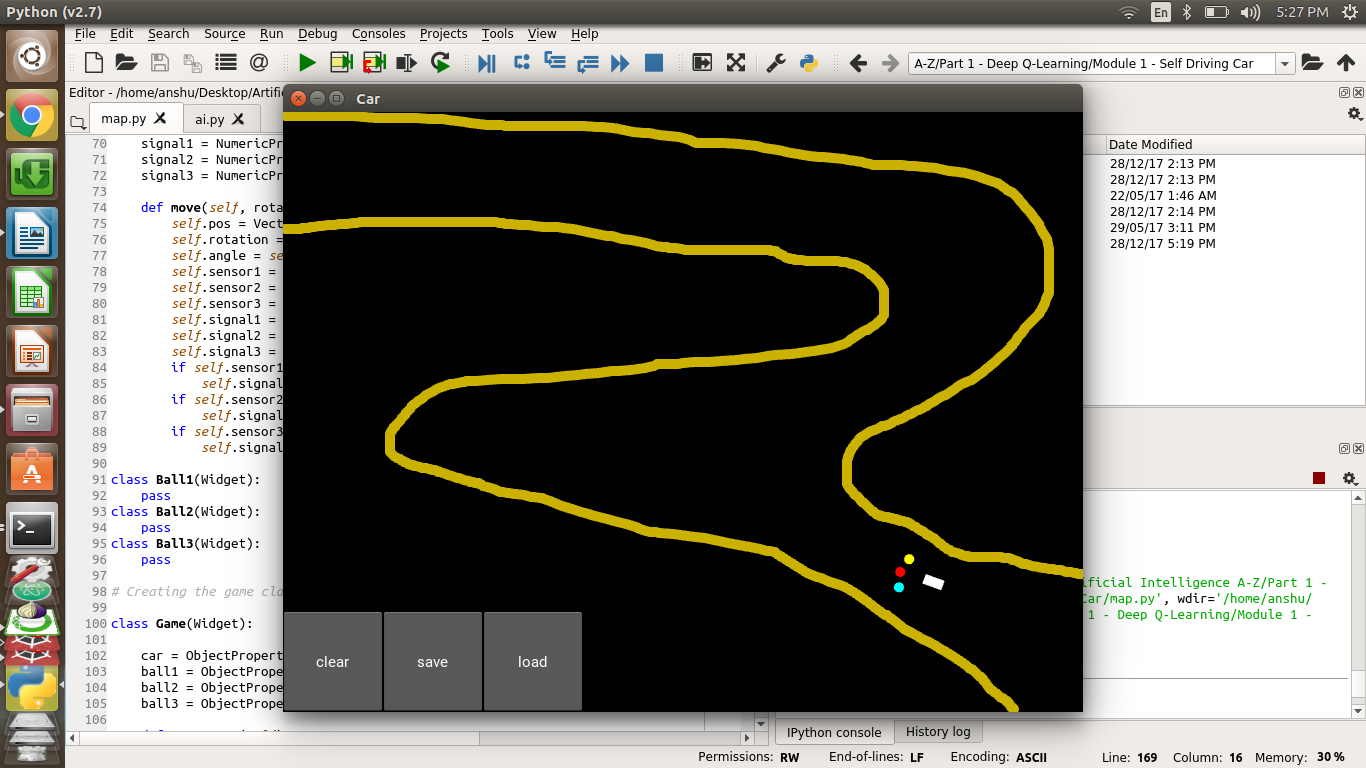 Python (v2.7)
En
5:27 PM
File Edit Search Source Run Debug Consoles Projects Tools View Help
A-Z/Part 1 - Deep Q-Learning/Module 1 - Self Driving Car
Editor - /home/anshu/Desktop/Artific
Car
map.py
ai.py
Date Modified
28/12/17 2:13 PM
28/12/17 2:13 PM
22/05/17 1:46 AM
28/12/17 2:14 PM
29/05/17 3:11 PM
28/12/17 5:19 PM
70 signal1 = NumericPr
71 signal2 = NumericPr
72 signal3 = NumericPr
73
74 def move(self, rota
75 self.pos = Vect
76 self.rotation =
77 self.angle = se
78 self.sensor1 =
79 self.sensor2 =
80 self.sensor3 =
81 self.signal1 =
82 self.signal2 =
83 self.signal3 =
84 if self.sensor1
85 self.signal
86 if self.sensor2
87 self.signal
88 if self.sensor3
89 self.signal
90
91 class Ball1(Widget):
92 pass
93 class Ball2(Widget):
94 pass
95 class Ball3(Widget):
96 pass
97
98 # Creating the game cla
99
100 class Game(Widget):
101
102 car = ObjectPropert
103 ball1 = ObjectPrope
104 ball2 = ObjectPrope
105 ball3 = ObjectPrope
106
clear
save
load
ificial Intelligence A-Z/Part 1 -
Car/map.py', wdir='/home/anshu/
1 - Deep Q-Learning/Module 1 -
IPython console
History log
Permissions: RW End-of-lines: LF Encoding: ASCII Line: 169 Column: 16 Memory: 30 %